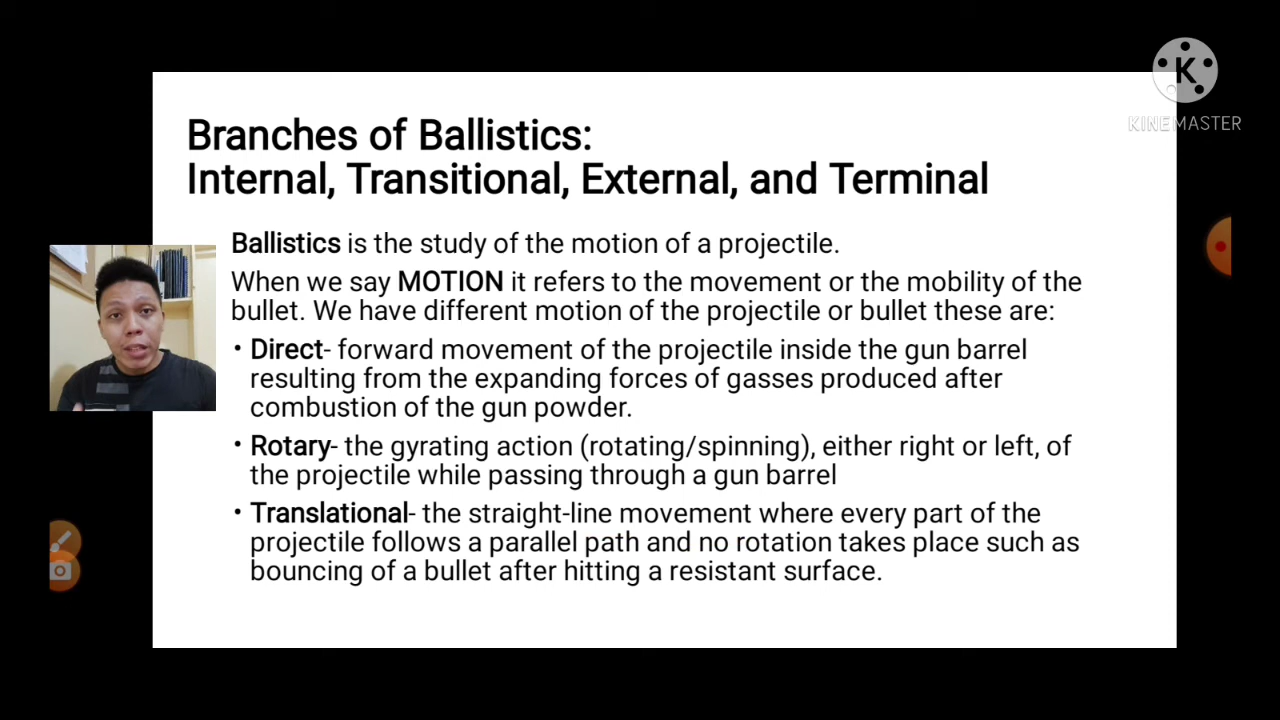 K
KINEMASTER
Branches of Ballistics:
Internal, Transitional, External, and Terminal
Ballistics is the study of the motion of a projectile.
When we say MOTION it refers to the movement or the mobility of the
bullet. We have different motion of the projectile or bullet these are:
• Direct- forward movement of the projectile inside the gun barrel
resulting from the expanding forces of gasses produced after
combustion of the gun powder.
• Rotary- the gyrating action (rotating/spinning), either right or left, of
the projectile while passing through a gun barrel
• Translational- the straight-line movement where every part of the
projectile follows a parallel path and no rotation takes place such as
bouncing of a bullet after hitting a resistant surface.